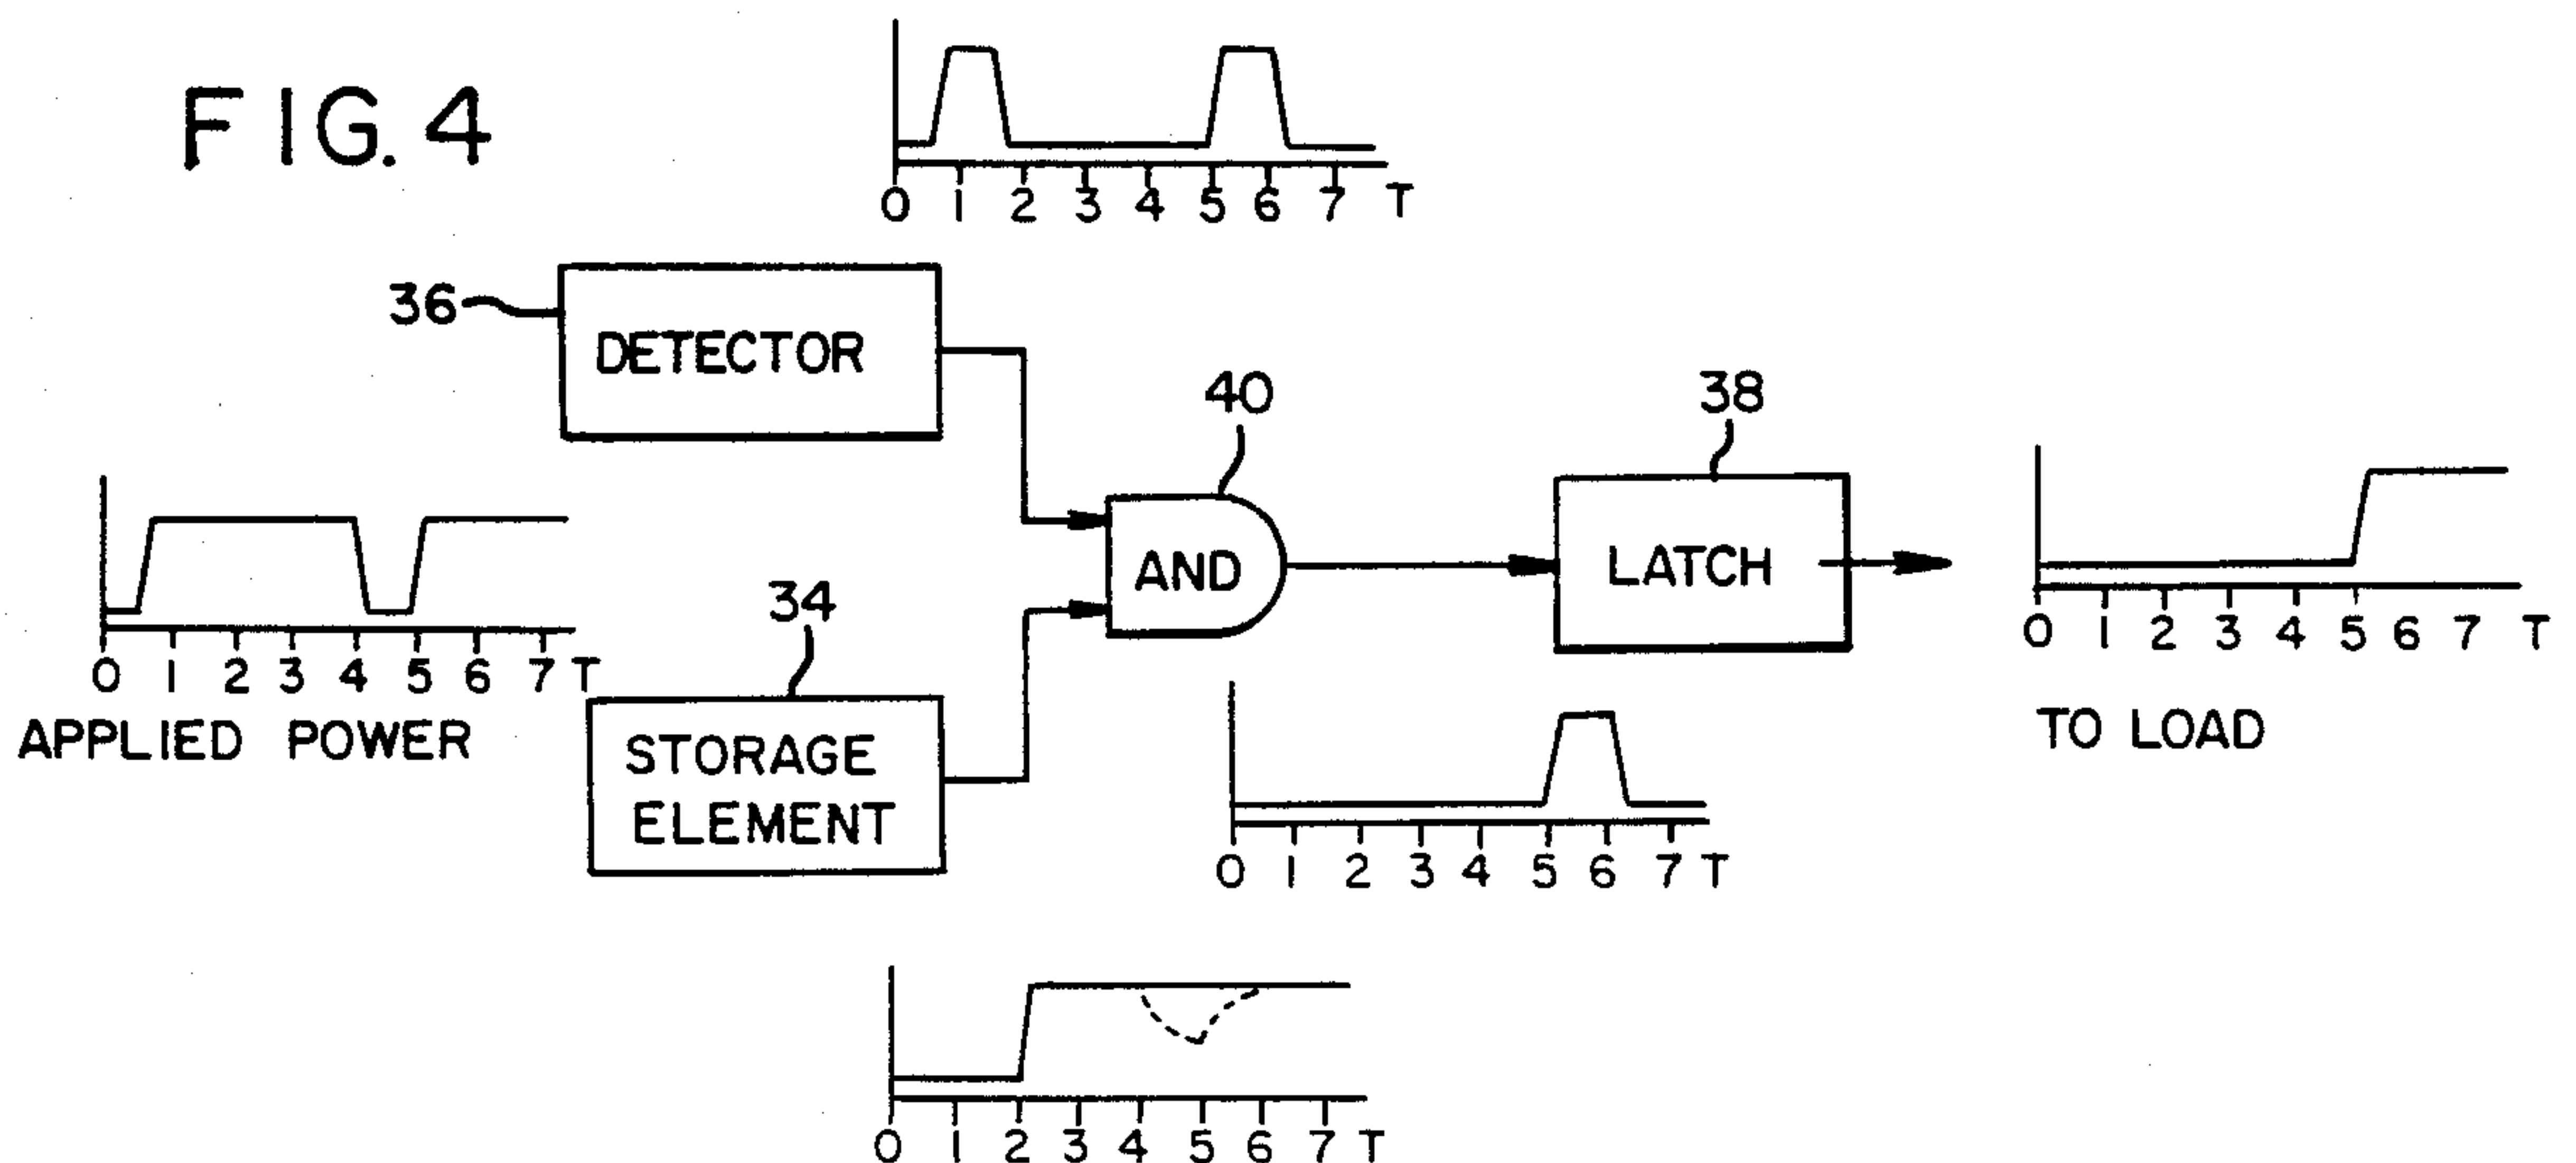 FIG. 4
0 1 2 3 4 5 6 7 T
36
DETECTOR
40
38
AND
LATCH
34
0 1 2 3 4 5 6 7 T
APPLIED POWER
0 1 2 3 4 5 6 7 T
TO LOAD
STORAGE
ELEMENT
0 1 2 3 4 5 6 7 T
0 1 2 3 4 5 6 7 T